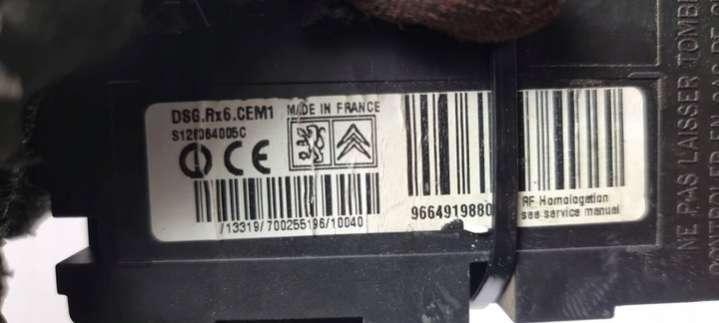 DSG.Rx6.CEM1
MADE IN FRANCE
S126064005C
CE
/13319/700255196/10040
9664919880
RF Homologation
see service manual
NE PAS LAISSER TOMBE